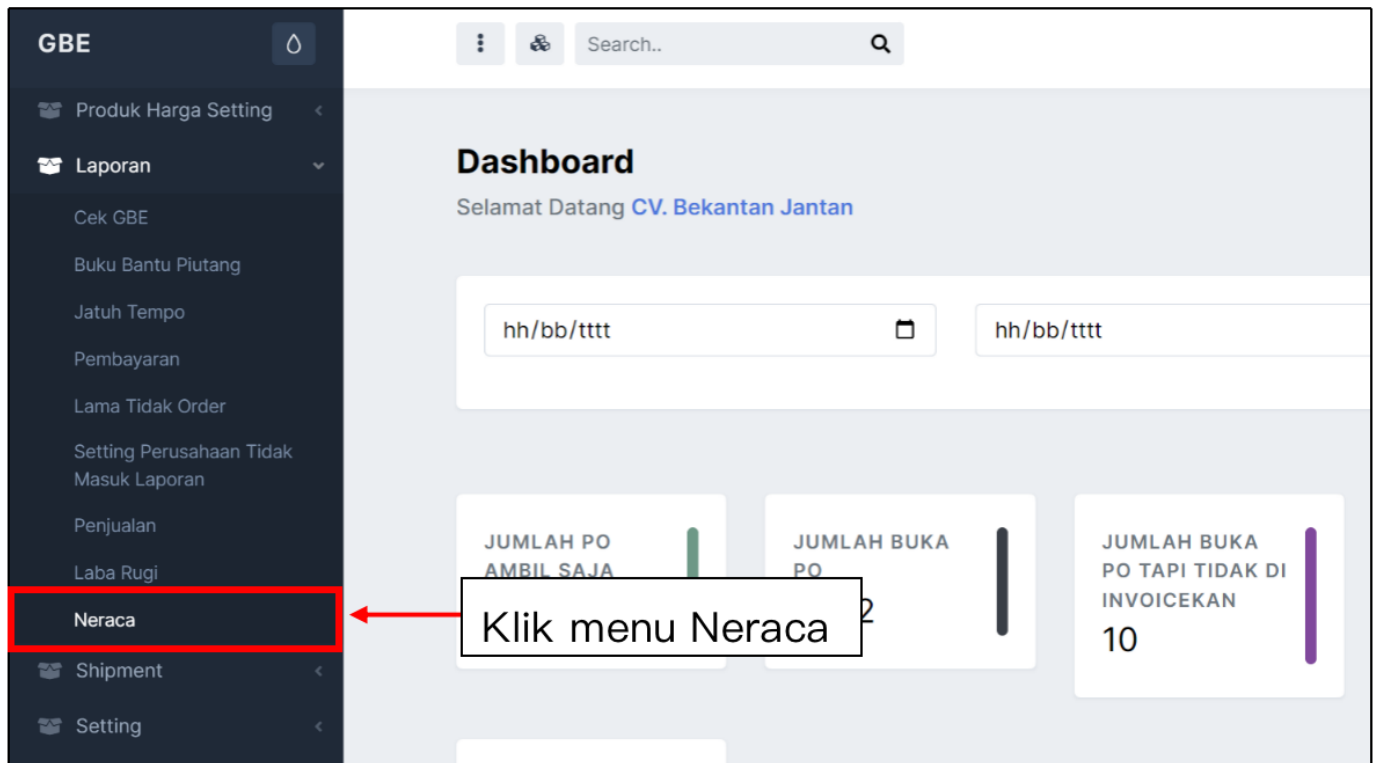 GBE
Search..
Produk Harga Setting
Laporan
Cek GBE
Buku Bantu Piutang
Jatuh Tempo
Pembayaran
Lama Tidak Order
Setting Perusahaan Tidak
Masuk Laporan
Penjualan
Laba Rugi
Neraca
Shipment
Setting
Dashboard
Selamat Datang CV. Bekantan Jantan
hh/bb/tttt
hh/bb/tttt
JUMLAH PO
AMBIL SAJA
JUMLAH BUKA
PO
2
JUMLAH BUKA
PO TAPI TIDAK DI
INVOICEKAN
10
Klik menu Neraca